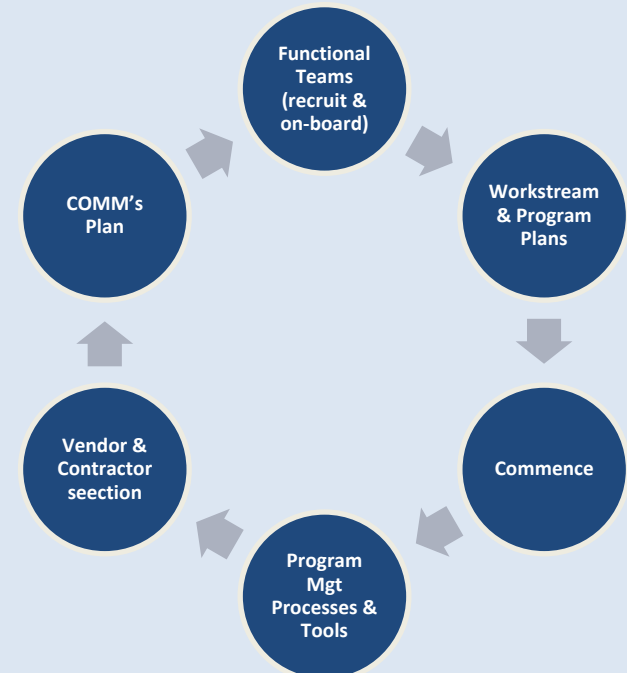 Functional
Teams
(recruit &
on-board)
Workstream
& Program
Plans
Commence
Program
Mgt
Processes &
Tools
Vendor &
Contractor
seection
COMM's
Plan